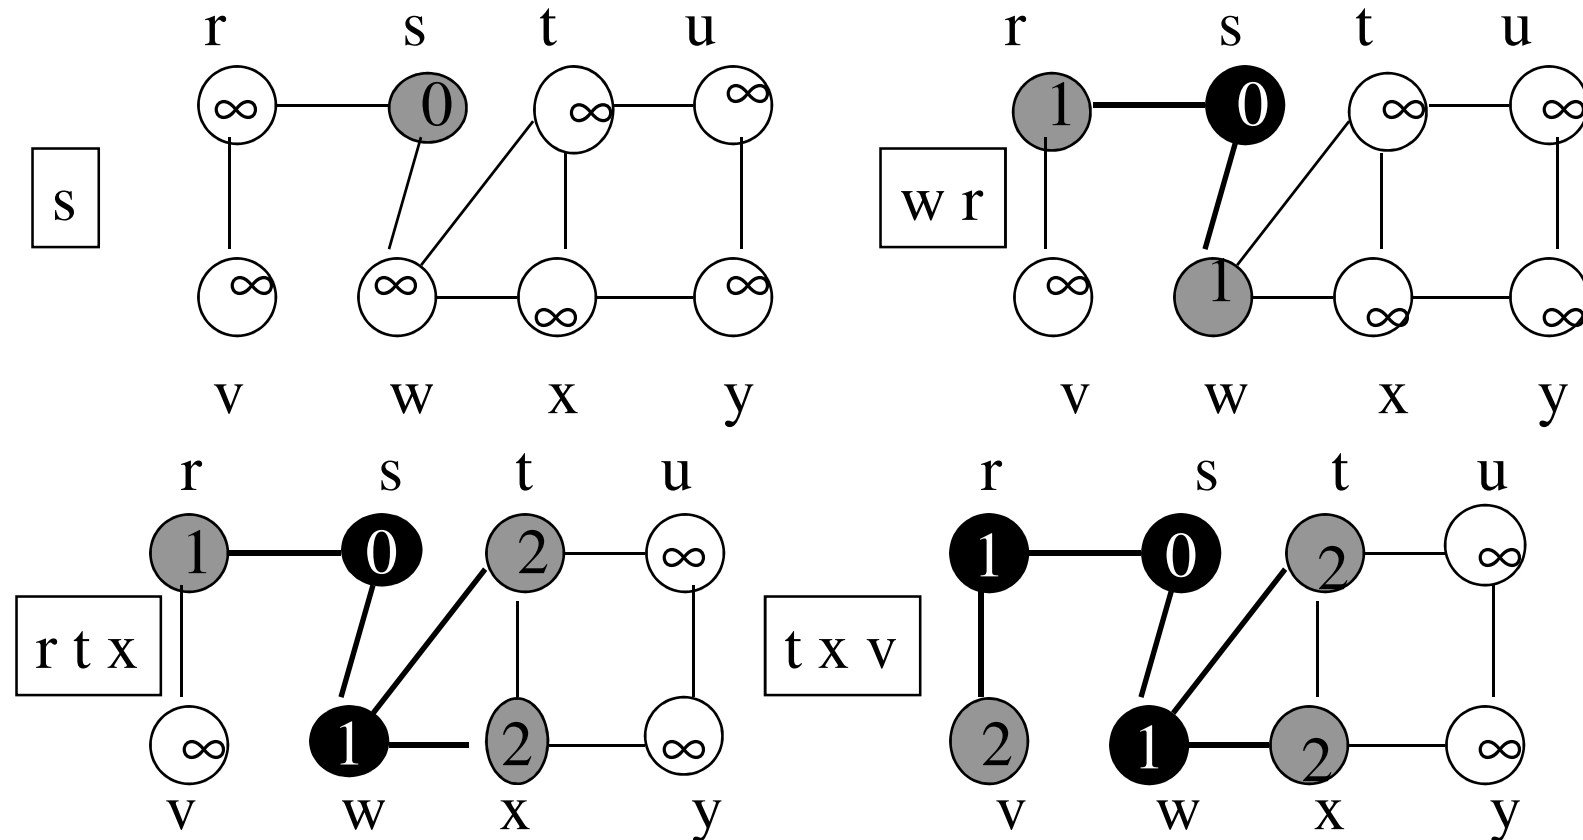 r s t u
∞ 0 ∞ ∞
s
∞ ∞ ∞ ∞
v w x y
r s t u
1 0 ∞ ∞
w r
∞ 1 ∞ ∞
v w x y
r s t u
1 0 2 ∞
r t x
∞ 1 2 ∞
v w x y
r s t u
1 0 2 ∞
t x v
2 1 2 ∞
v w x y